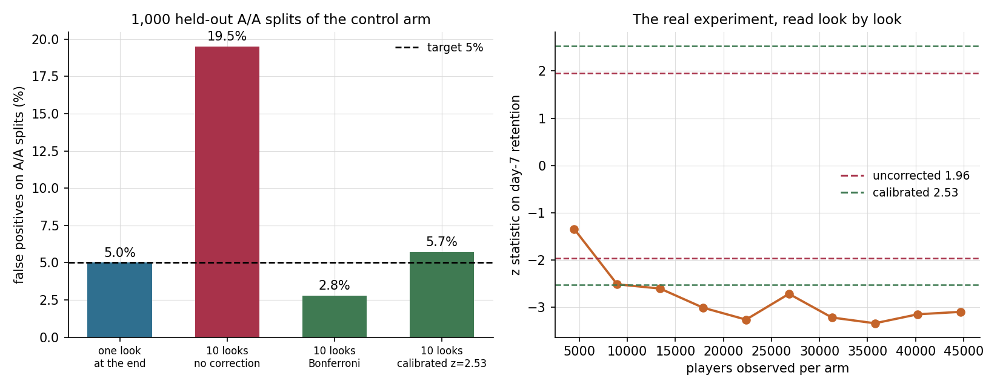 1,000 held-out A/A splits of the control arm
false positives on A/A splits (%)
20.0
17.5
15.0
12.5
10.0
7.5
5.0
2.5
0.0
5.0%
19.5%
2.8%
5.7%
target 5%
one look
at the end
10 looks
no correction
10 looks
Bonferroni
10 looks
calibrated z=2.53
The real experiment, read look by look
z statistic on day-7 retention
2
1
0
−1
−2
−3
uncorrected 1.96
calibrated 2.53
5000 10000 15000 20000 25000 30000 35000 40000 45000
players observed per arm